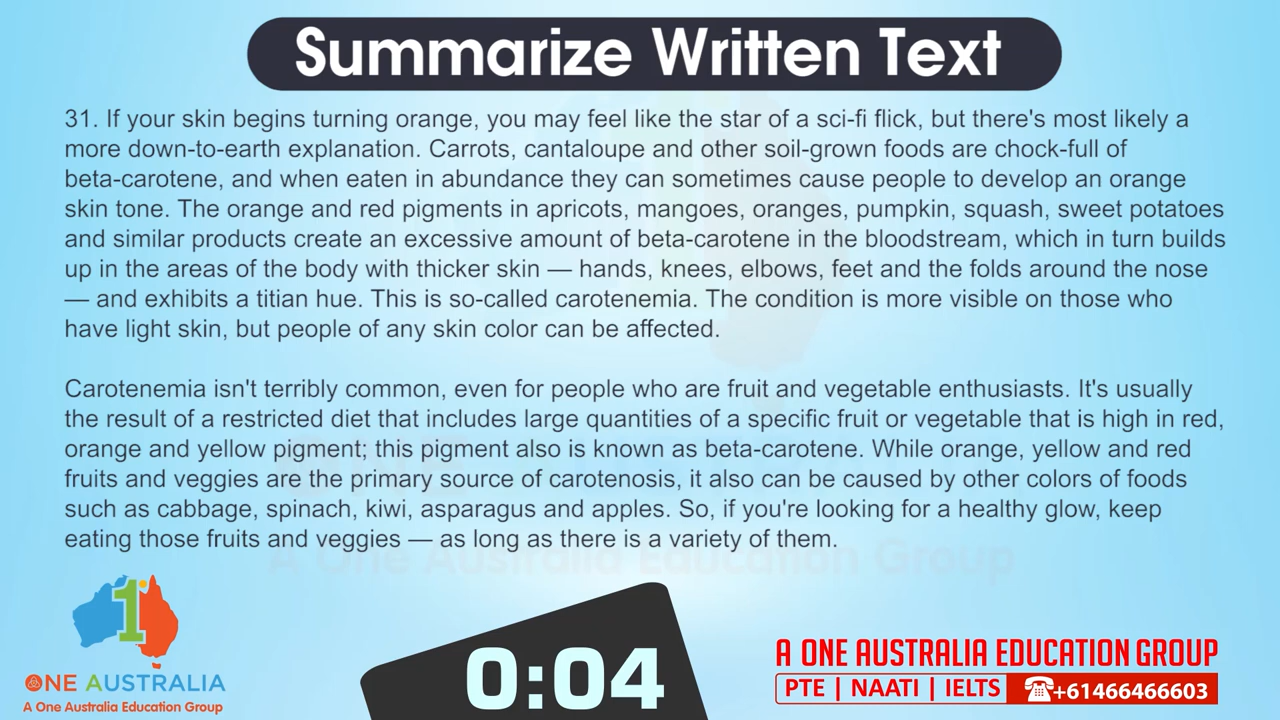 Summarize Written Text
31. If your skin begins turning orange, you may feel like the star of a sci-fi flick, but there's most likely a
more down-to-earth explanation. Carrots, cantaloupe and other soil-grown foods are chock-full of
beta-carotene, and when eaten in abundance they can sometimes cause people to develop an orange
skin tone. The orange and red pigments in apricots, mangoes, oranges, pumpkin, squash, sweet potatoes
and similar products create an excessive amount of beta-carotene in the bloodstream, which in turn builds
up in the areas of the body with thicker skin — hands, knees, elbows, feet and the folds around the nose
— and exhibits a titian hue. This is so-called carotenemia. The condition is more visible on those who
have light skin, but people of any skin color can be affected.
Carotenemia isn't terribly common, even for people who are fruit and vegetable enthusiasts. It's usually
the result of a restricted diet that includes large quantities of a specific fruit or vegetable that is high in red,
orange and yellow pigment; this pigment also is known as beta-carotene. While orange, yellow and red
fruits and veggies are the primary source of carotenosis, it also can be caused by other colors of foods
such as cabbage, spinach, kiwi, asparagus and apples. So, if you're looking for a healthy glow, keep
eating those fruits and veggies — as long as there is a variety of them.
A One Australia Education Group
1
ONE AUSTRALIA
A One Australia Education Group
0:04
A ONE AUSTRALIA EDUCATION GROUP
PTE | NAATI | IELTS
+61466466603